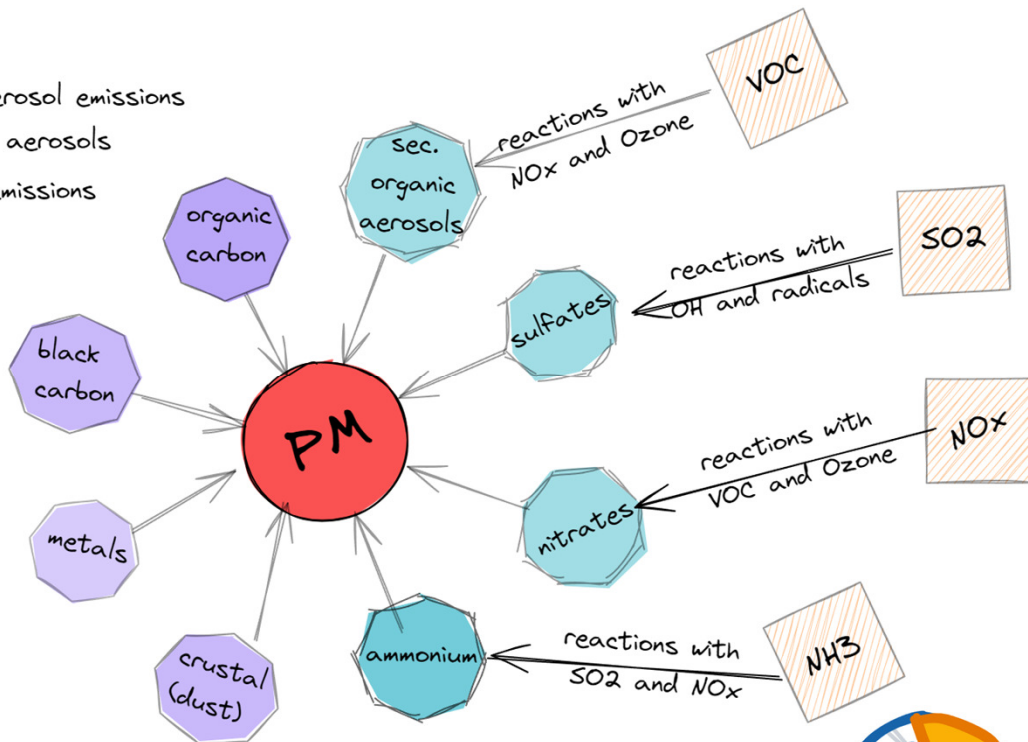 erosol emissions
aerosols
missions
VOC
reactions with
NOx and Ozone
sec.
organic
aerosols
organic
carbon
SO2
reactions with
OH and radicals
sulfates
black
carbon
PM
NOx
reactions with
VOC and Ozone
nitrates
metals
NH3
reactions with
SO2 and NOx
ammonium
crustal
(dust)